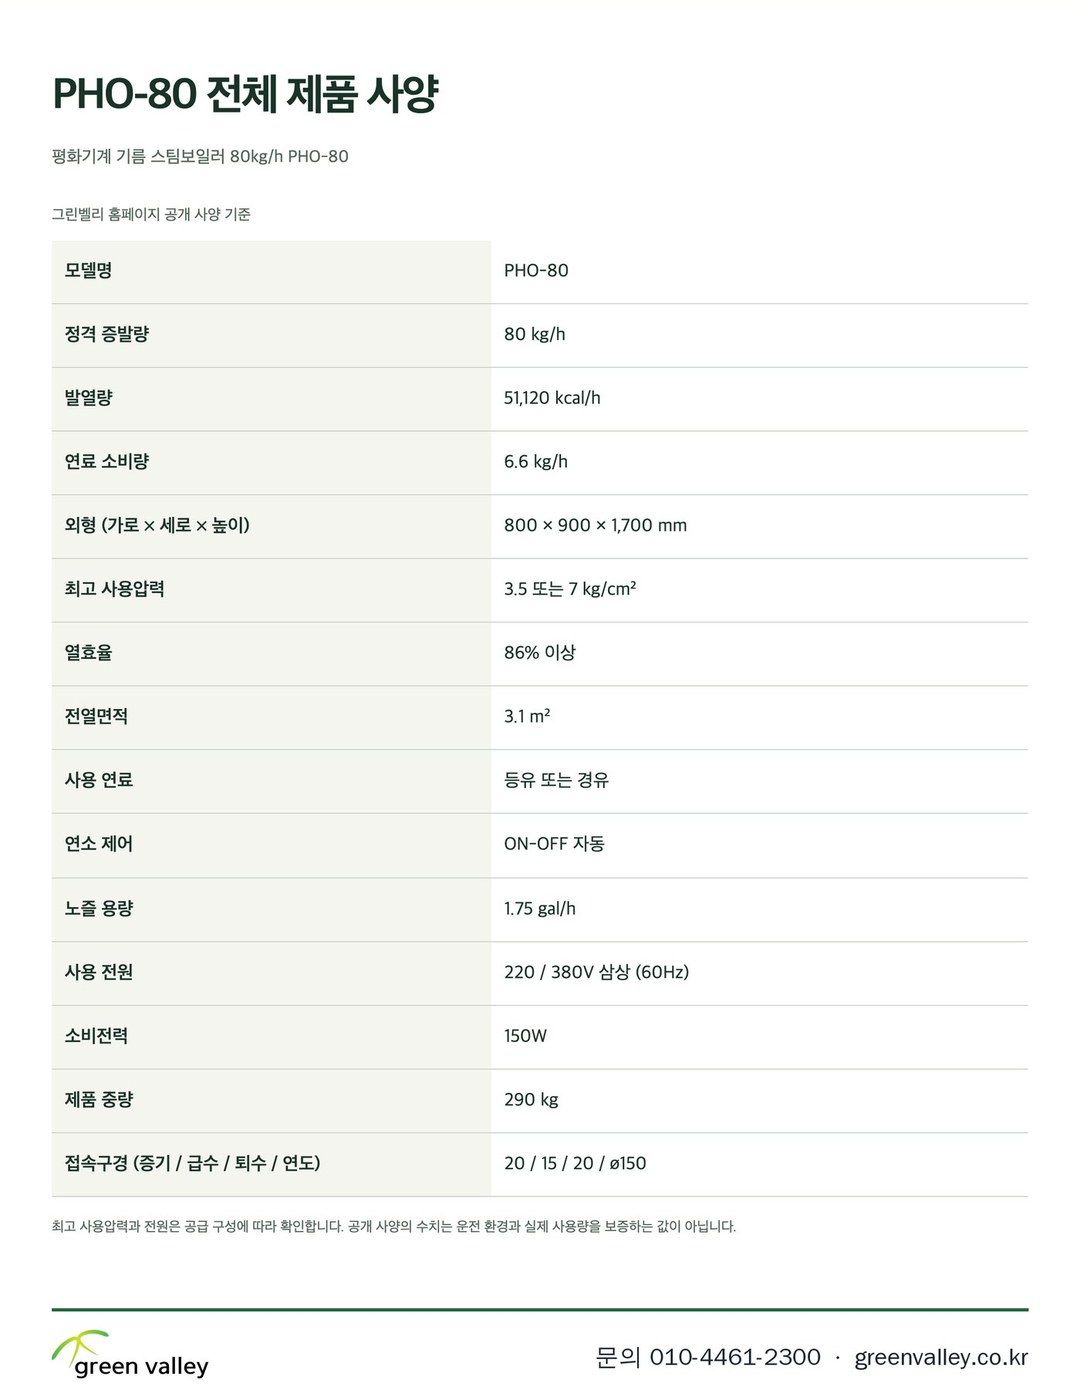 PHO-80 전체 제품 사양
평화기계 기름 스팀보일러 80kg/h PHO-80
그린벨리 홈페이지 공개 사양 기준
모델명 PHO-80
정격 증발량 80 kg/h
발열량 51,120 kcal/h
연료 소비량 6.6 kg/h
외형 (가로 × 세로 × 높이) 800 × 900 × 1,700 mm
최고 사용압력 3.5 또는 7 kg/cm²
열효율 86% 이상
전열면적 3.1 m²
사용 연료 등유 또는 경유
연소 제어 ON-OFF 자동
노즐 용량 1.75 gal/h
사용 전원 220 / 380V 삼상 (60Hz)
소비전력 150W
제품 중량 290 kg
접속구경 (증기 / 급수 / 퇴수 / 연도) 20 / 15 / 20 / ø150
최고 사용압력과 전원은 공급 구성에 따라 확인합니다. 공개 사양의 수치는 운전 환경과 실제 사용량을 보증하는 값이 아닙니다.
green valley
문의 010-4461-2300 · greenvalley.co.kr